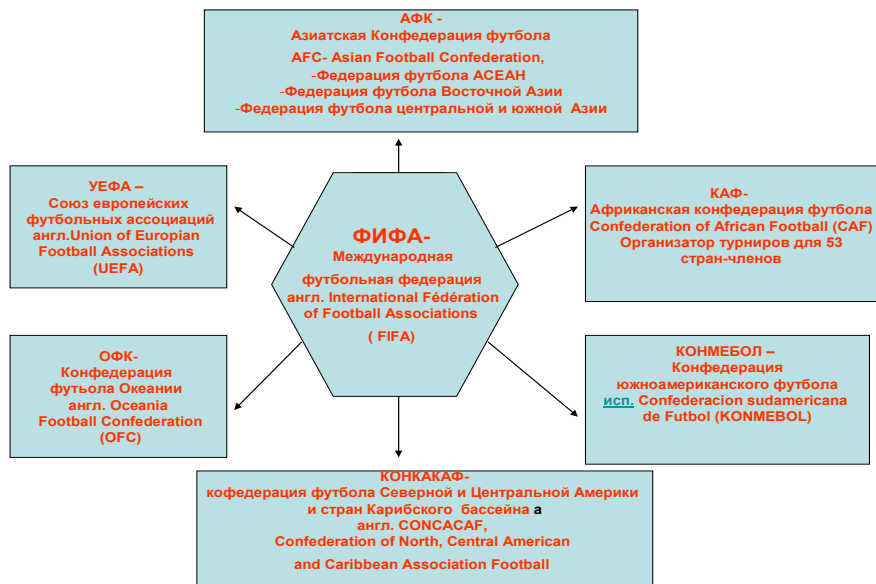 АФК -
Азиатская Конфедерация футбола
AFC- Asian Football Confederation,
-Федерация футбола АСЕАН
-Федерация футбола Восточной Азии
-Федерация футбола центральной и южной Азии
УЕФА –
Союз европейских
футбольных ассоциаций
англ.Union of Europian
Football Associations
(UEFA)
ФИФА-
Международная
футбольная федерация
англ. International Fédération
of Football Associations
( FIFA)
КАФ-
Африканская конфедерация футбола
Confederation of African Football (CAF)
Организатор турниров для 53
стран-членов
ОФК-
Конфедерация
футьола Океании
англ. Oceania
Football Confederation
(OFC)
КОНМЕБОЛ –
Конфедерация
южноамериканского футбола
исп. Confederacion sudamericana
de Futbol (KONMEBOL)
КОНКАКАФ-
кофедерация футбола Северной и Центральной Америки
и стран Карибского бассейна а
англ. CONCACAF,
Confederation of North, Central American
and Caribbean Association Football